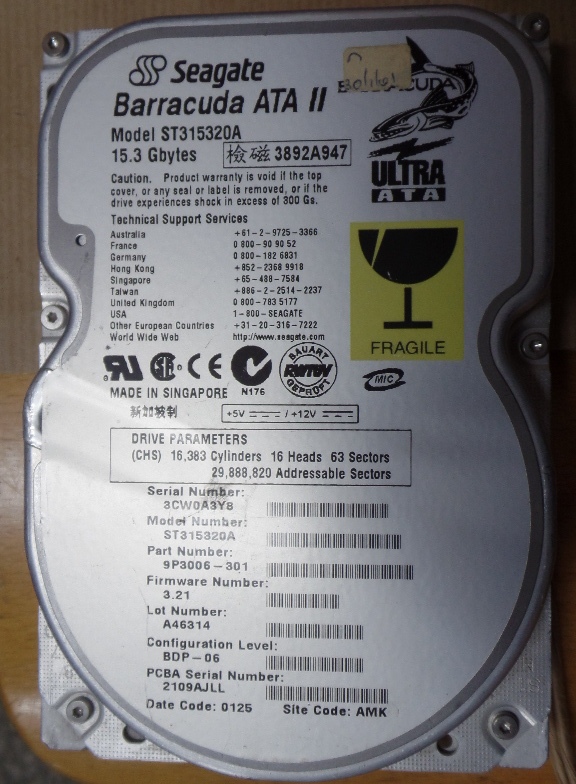 Seagate
Barracuda ATA II
Model ST315320A
15.3 Gbytes 檢磁 3892A947
ULTRA
ATA
Caution. Product warranty is void if the top
cover, or any seal or label is removed, or if the
drive experiences shock in excess of 300 Gs.
Technical Support Services
Australia +61-2-9725-3366
France 0 800-90 90 52
Germany 0 800-182 6831
Hong Kong +852-2368 9918
Singapore +65-488-7584
Taiwan +886-2-2514-2237
United Kingdom 0 800-783 5177
USA 1-800-SEAGATE
Other European Countries +31-20-316-7222
World Wide Web http://www.seagate.com
FRAGILE
CE
N176
BAUART
RWTÜV
GEPRÜFT
MIC
MADE IN SINGAPORE
新加坡制
+5V /+12V
DRIVE PARAMETERS
(CHS) 16,383 Cylinders 16 Heads 63 Sectors
29,888,820 Addressable Sectors
Serial Number:
3CW0A3Y8
Model Number:
ST315320A
Part Number:
9P3006-301
Firmware Number:
3.21
Lot Number:
A46314
Configuration Level:
BDP-06
PCBA Serial Number:
2109AJLL
Date Code: 0125 Site Code: AMK